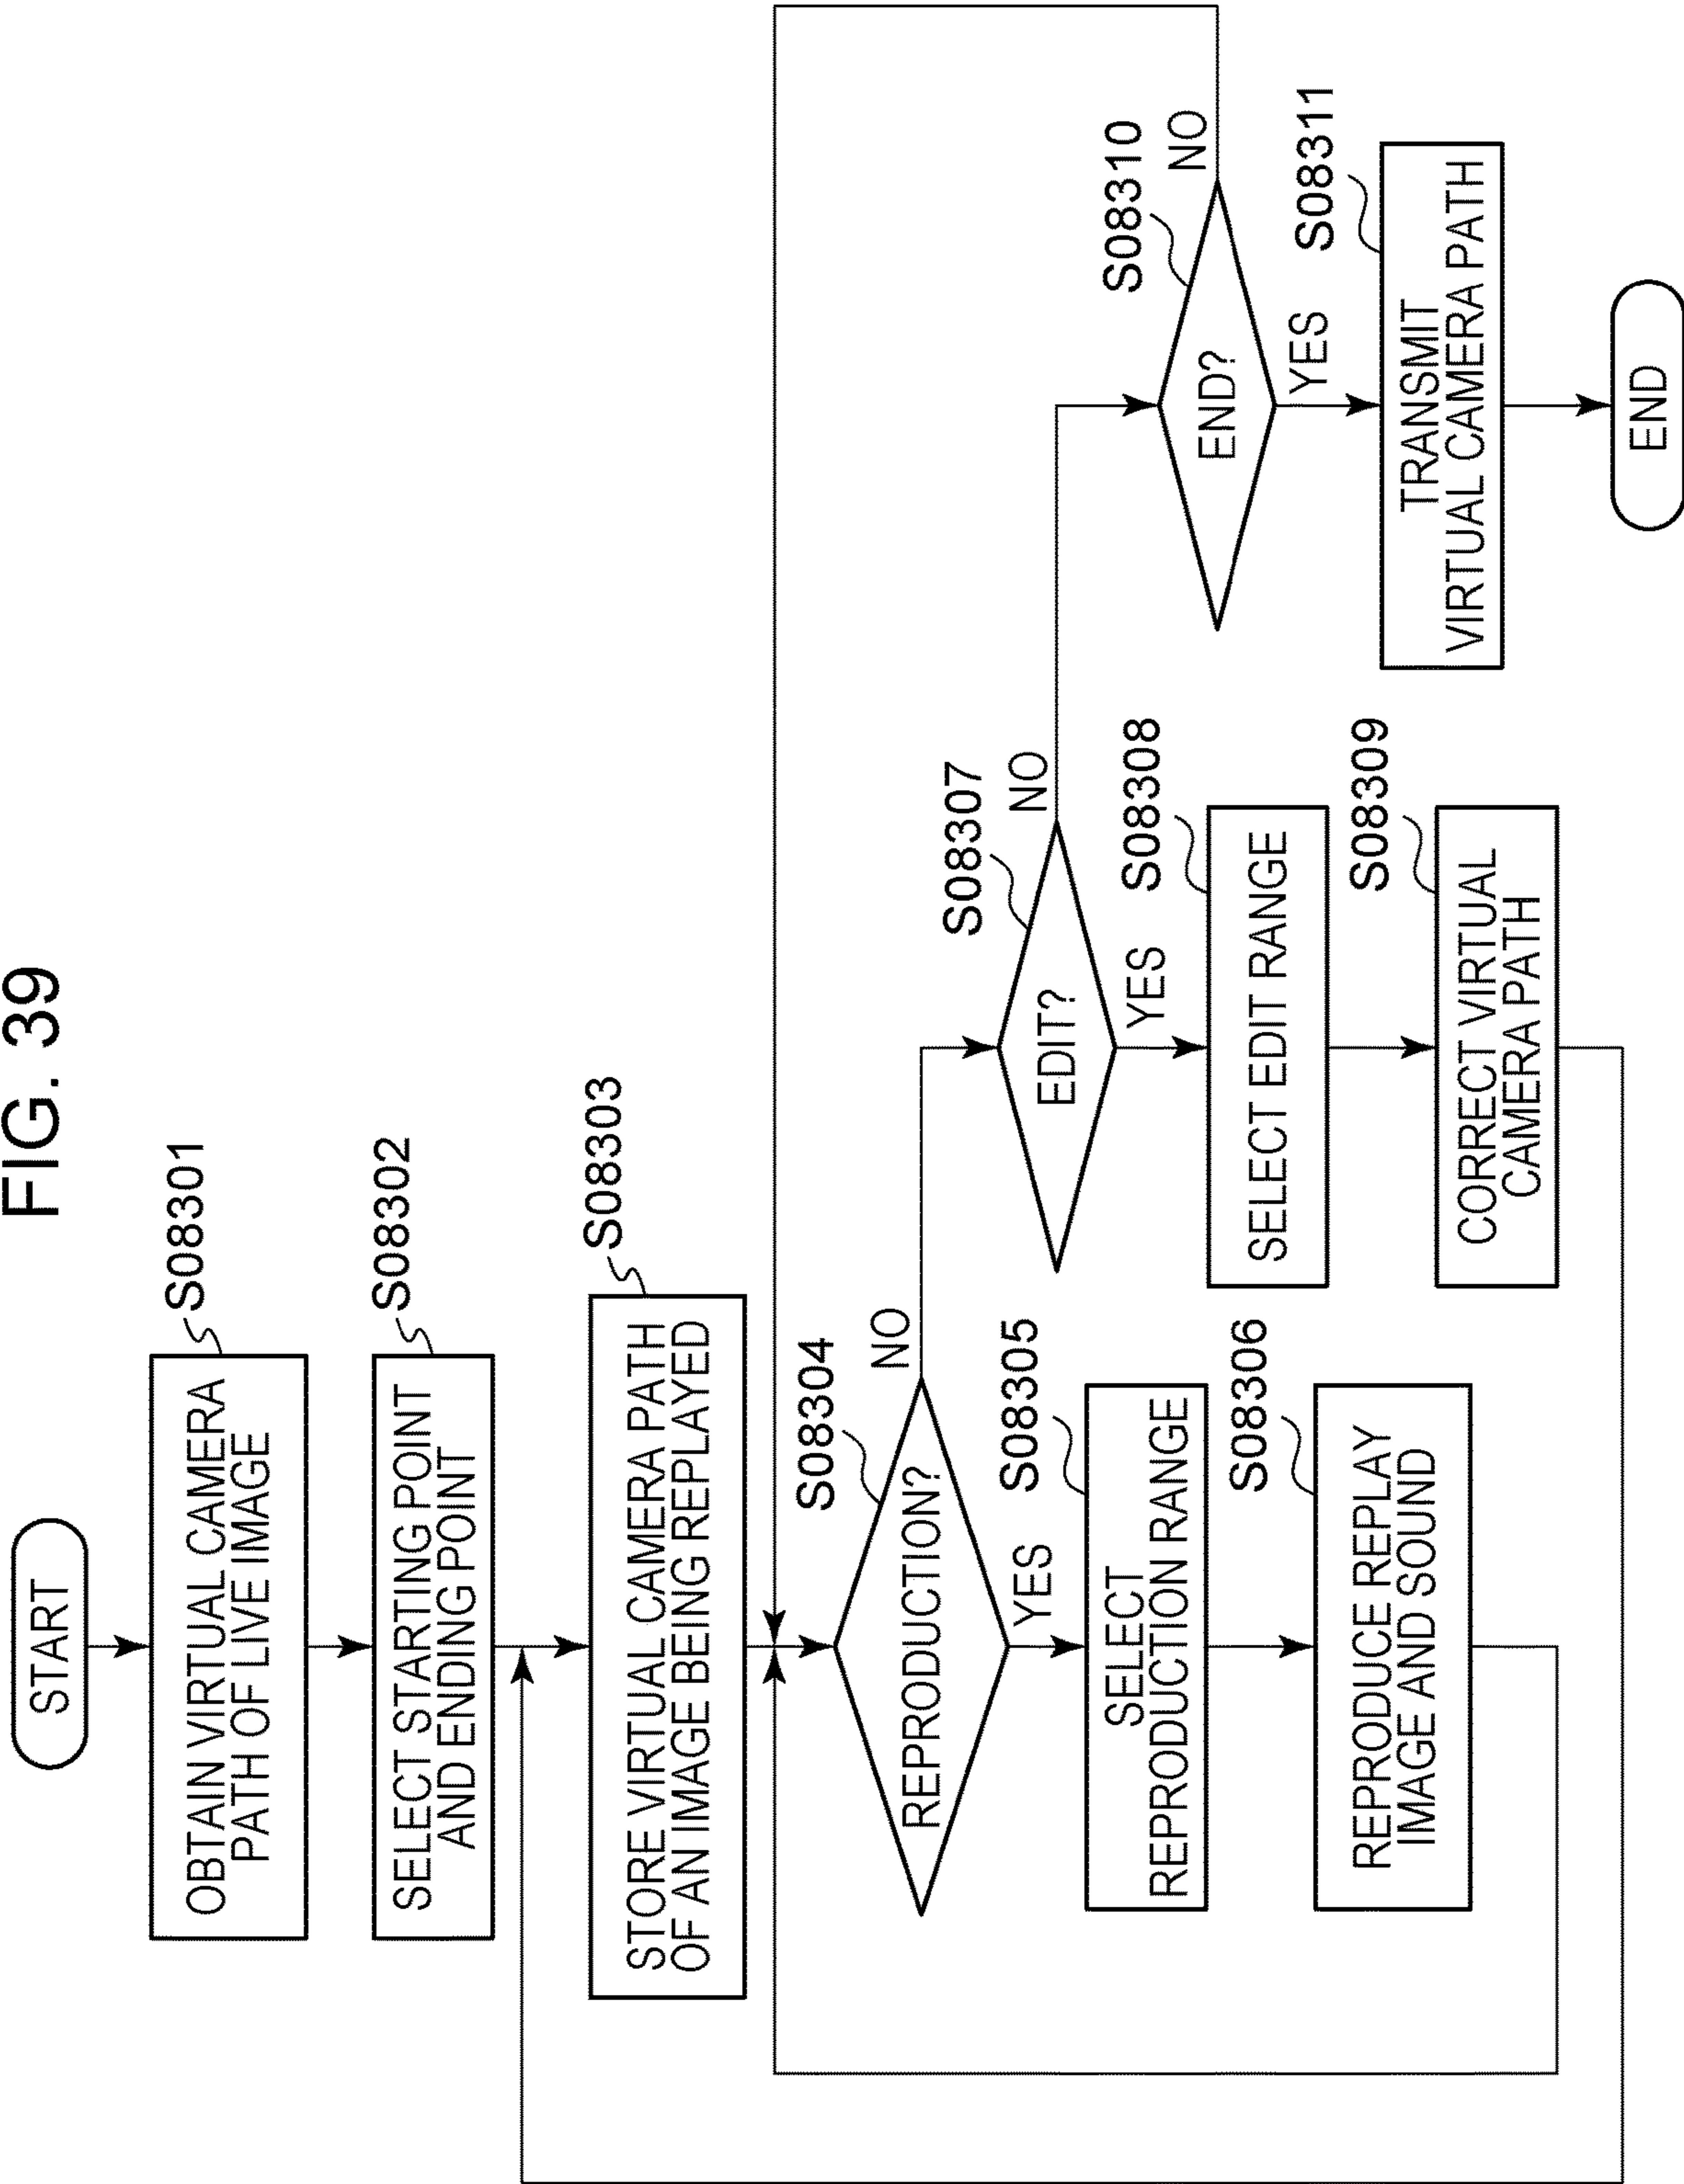 FIG. 39
START
S08301
OBTAIN VIRTUAL CAMERA
PATH OF LIVE IMAGE
S08302
SELECT STARTING POINT
AND ENDING POINT
S08303
STORE VIRTUAL CAMERA PATH
OF AN IMAGE BEING REPLAYED
S08304
REPRODUCTION?
NO
YES
S08305
SELECT
REPRODUCTION RANGE
S08306
REPRODUCE REPLAY
IMAGE AND SOUND
S08307
EDIT?
NO
YES
S08308
SELECT EDIT RANGE
S08309
CORRECT VIRTUAL
CAMERA PATH
S08310
END?
NO
YES
S08311
TRANSMIT
VIRTUAL CAMERA PATH
END